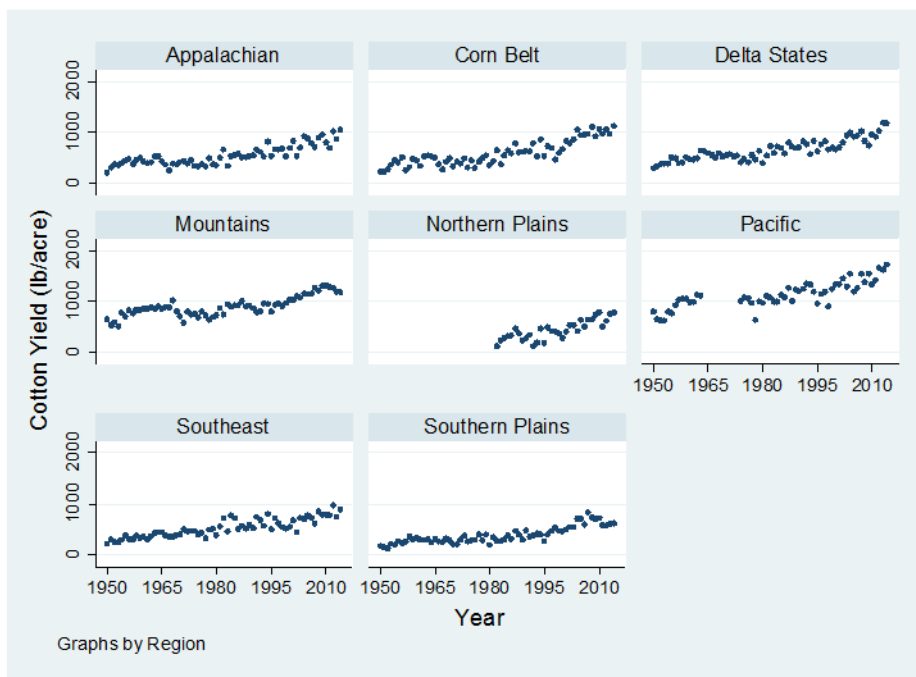 Appalachian Corn Belt Delta States
2000
1000
0
Mountains Northern Plains Pacific
2000
1000
0
1950 1965 1980 1995 2010
Southeast Southern Plains
2000
1000
0
1950 1965 1980 1995 2010 1950 1965 1980 1995 2010
Cotton Yield (lb/acre)
Year
Graphs by Region